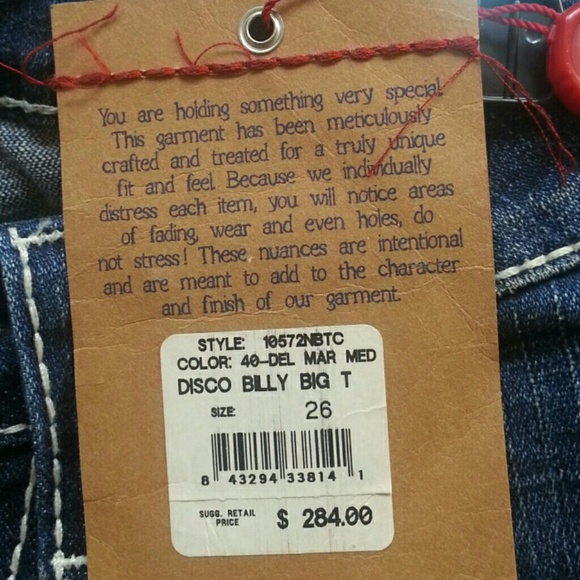 You are holding something very special.
This garment has been meticulously
crafted and treated for a truly unique
fit and feel. Because we individually
distress each item, you will notice areas
of fading, wear and even holes, do
not stress! These nuances are intentional
and are meant to add to the character
and finish of our garment.
STYLE: 10572NBTC
COLOR: 40-DEL MAR MED
DISCO BILLY BIG T
SIZE: 26
8 43294 33814 1
SUGG. RETAIL
PRICE $ 284.00